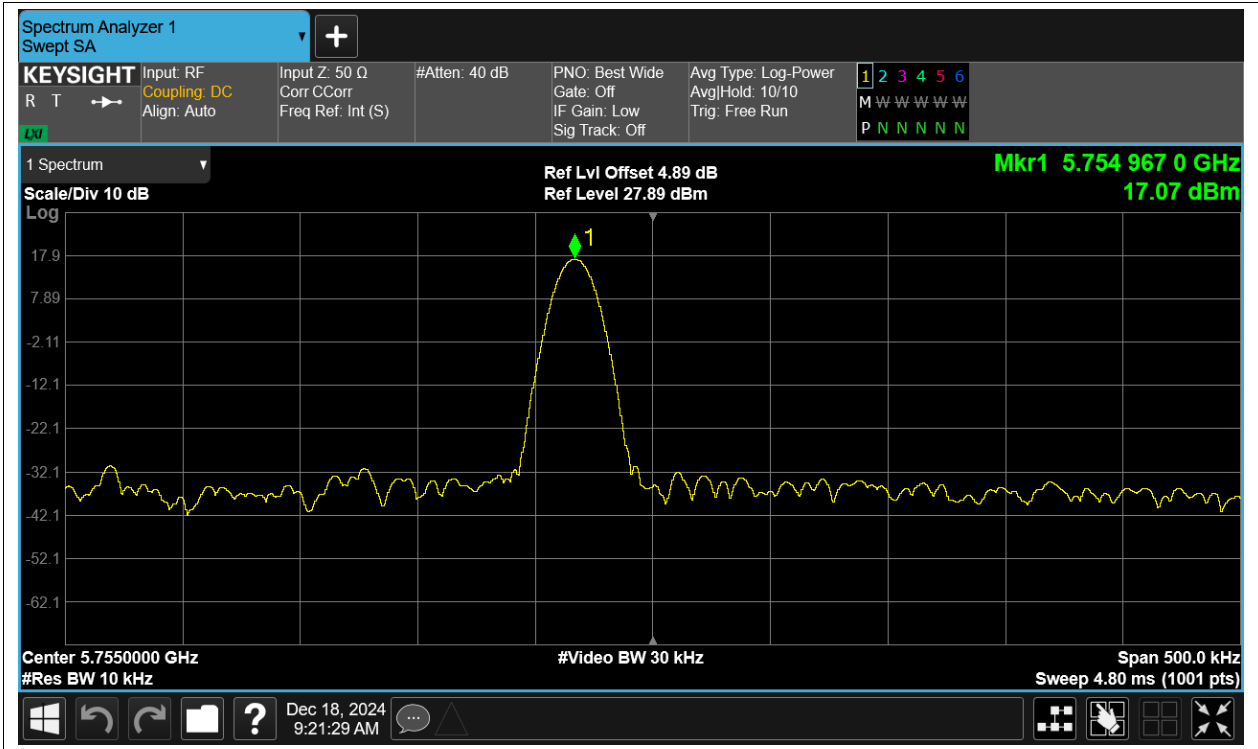 Spectrum Analyzer 1
Swept SA
KEYSIGHT
R T
LXI
Input: RF
Coupling: DC
Align: Auto
Input Z: 50 Ω
Corr CCorr
Freq Ref: Int (S)
#Atten: 40 dB
PNO: Best Wide
Gate: Off
IF Gain: Low
Sig Track: Off
Avg Type: Log-Power
Avg|Hold: 10/10
Trig: Free Run
1 2 3 4 5 6
M W W W W W
P N N N N N
1 Spectrum
Scale/Div 10 dB
Log
Ref Lvl Offset 4.89 dB
Ref Level 27.89 dBm
Mkr1 5.754 967 0 GHz
17.07 dBm
1
17.9
7.89
-2.11
-12.1
-22.1
-32.1
-42.1
-52.1
-62.1
Center 5.7550000 GHz
#Video BW 30 kHz
Span 500.0 kHz
#Res BW 10 kHz
Sweep 4.80 ms (1001 pts)
?
Dec 18, 2024
9:21:29 AM